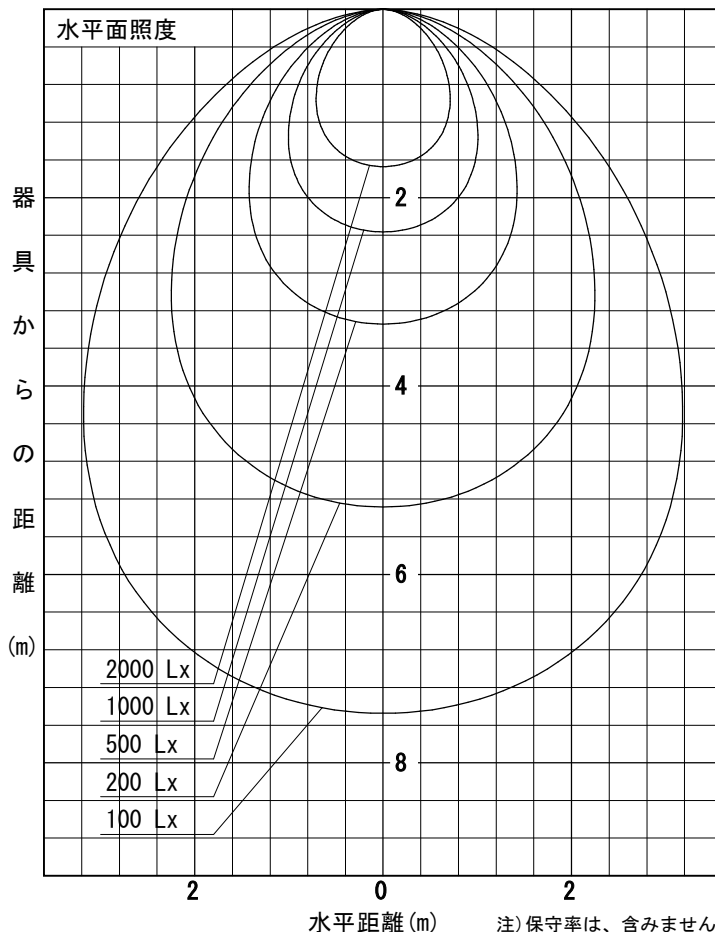 水平面照度
器具からの距離(m)
2
4
6
8
2000 Lx
1000 Lx
500 Lx
200 Lx
100 Lx
2 0 2
水平距離(m)
注)保守率は、含みません